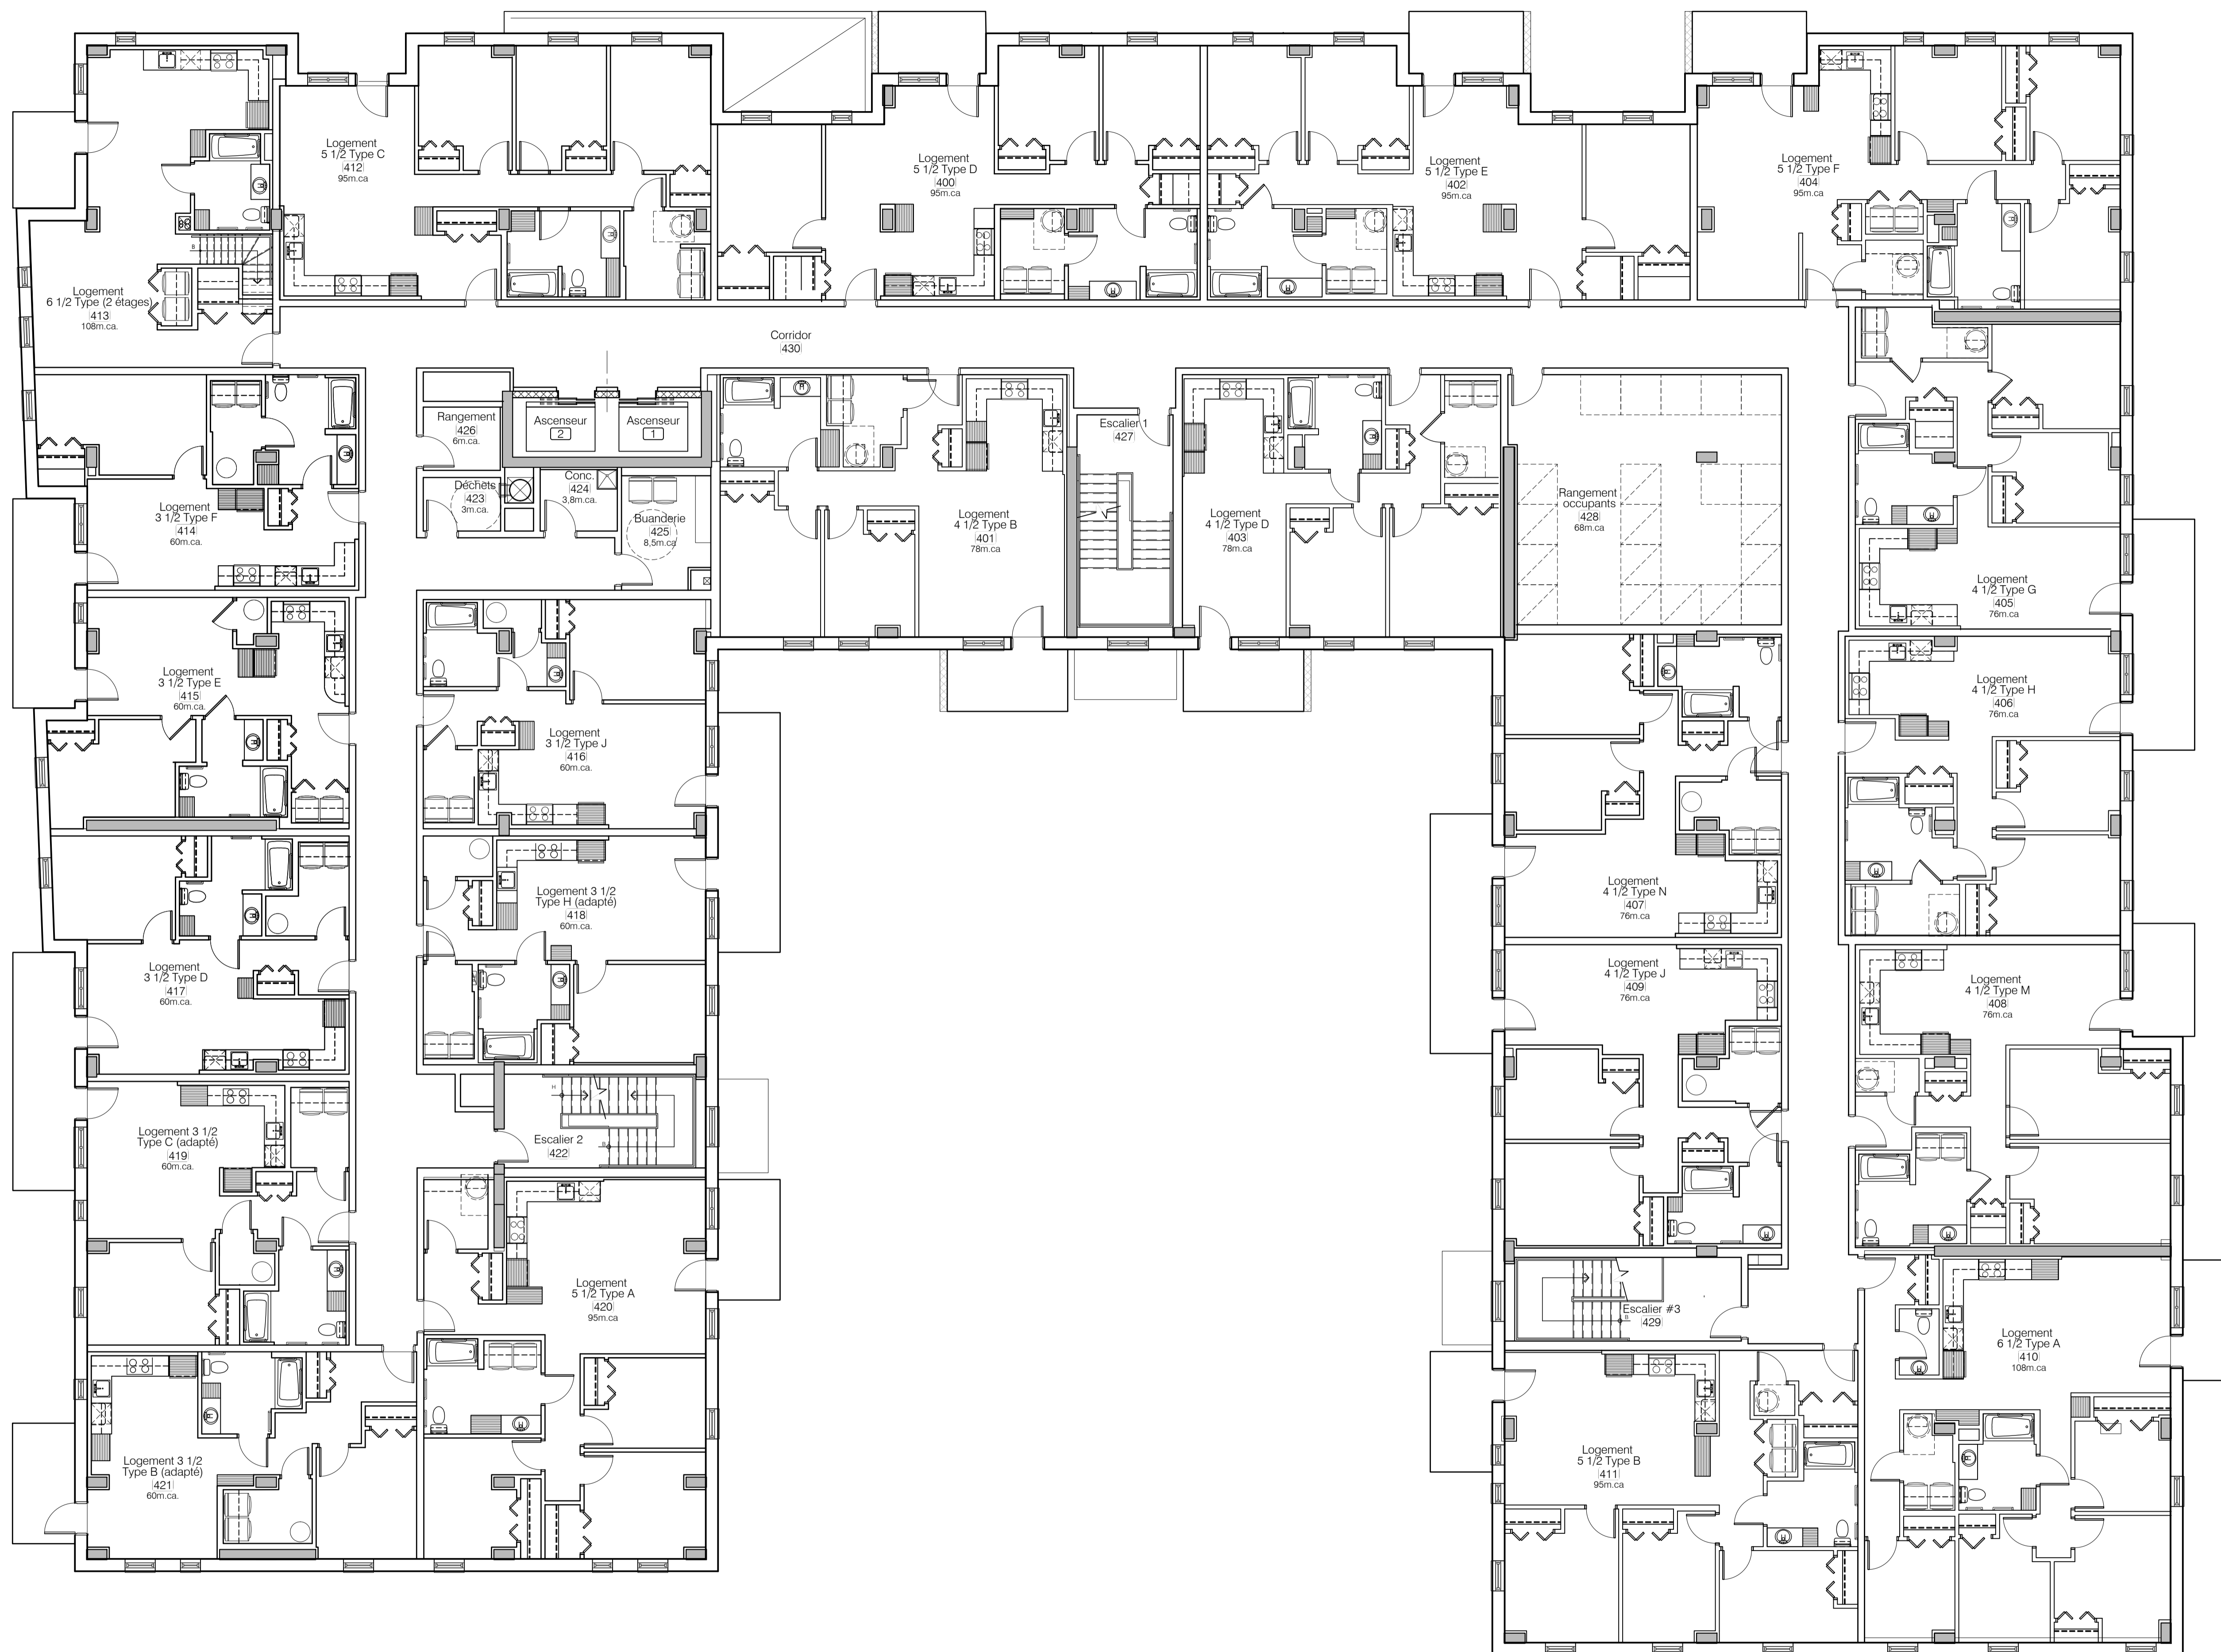 Logement
5 1/2 Type C
412
95m.ca
Logement
5 1/2 Type D
400
95m.ca
Logement
5 1/2 Type E
402
95m.ca
Logement
5 1/2 Type F
404
95m.ca
Logement
6 1/2 Type (2 étages)
413
108m.ca.
Corridor
430
Rangement
426
6m.ca.
Ascenseur
2
Ascenseur
1
Escalier 1
427
Déchets
423
3m.ca.
Conc.
424
3,8m.ca.
Buanderie
425
8,5m.ca
Logement
3 1/2 Type F
414
60m.ca.
Logement
4 1/2 Type B
401
78m.ca
Logement
4 1/2 Type D
403
78m.ca
Rangement
occupants
428
68m.ca
Logement
4 1/2 Type G
405
76m.ca
Logement
3 1/2 Type E
415
60m.ca.
Logement
3 1/2 Type J
416
60m.ca.
Logement
4 1/2 Type H
406
76m.ca
Logement 3 1/2
Type H (adapté)
418
60m.ca.
Logement
4 1/2 Type N
407
76m.ca
Logement
3 1/2 Type D
417
60m.ca.
Logement
4 1/2 Type J
409
76m.ca
Logement
4 1/2 Type M
408
76m.ca
Logement 3 1/2
Type C (adapté)
419
60m.ca.
Escalier 2
422
H
B
Logement
5 1/2 Type A
420
95m.ca
Escalier #3
429
B
Logement
6 1/2 Type A
410
108m.ca
Logement 3 1/2
Type B (adapté)
421
60m.ca.
Logement
5 1/2 Type B
411
95m.ca
B